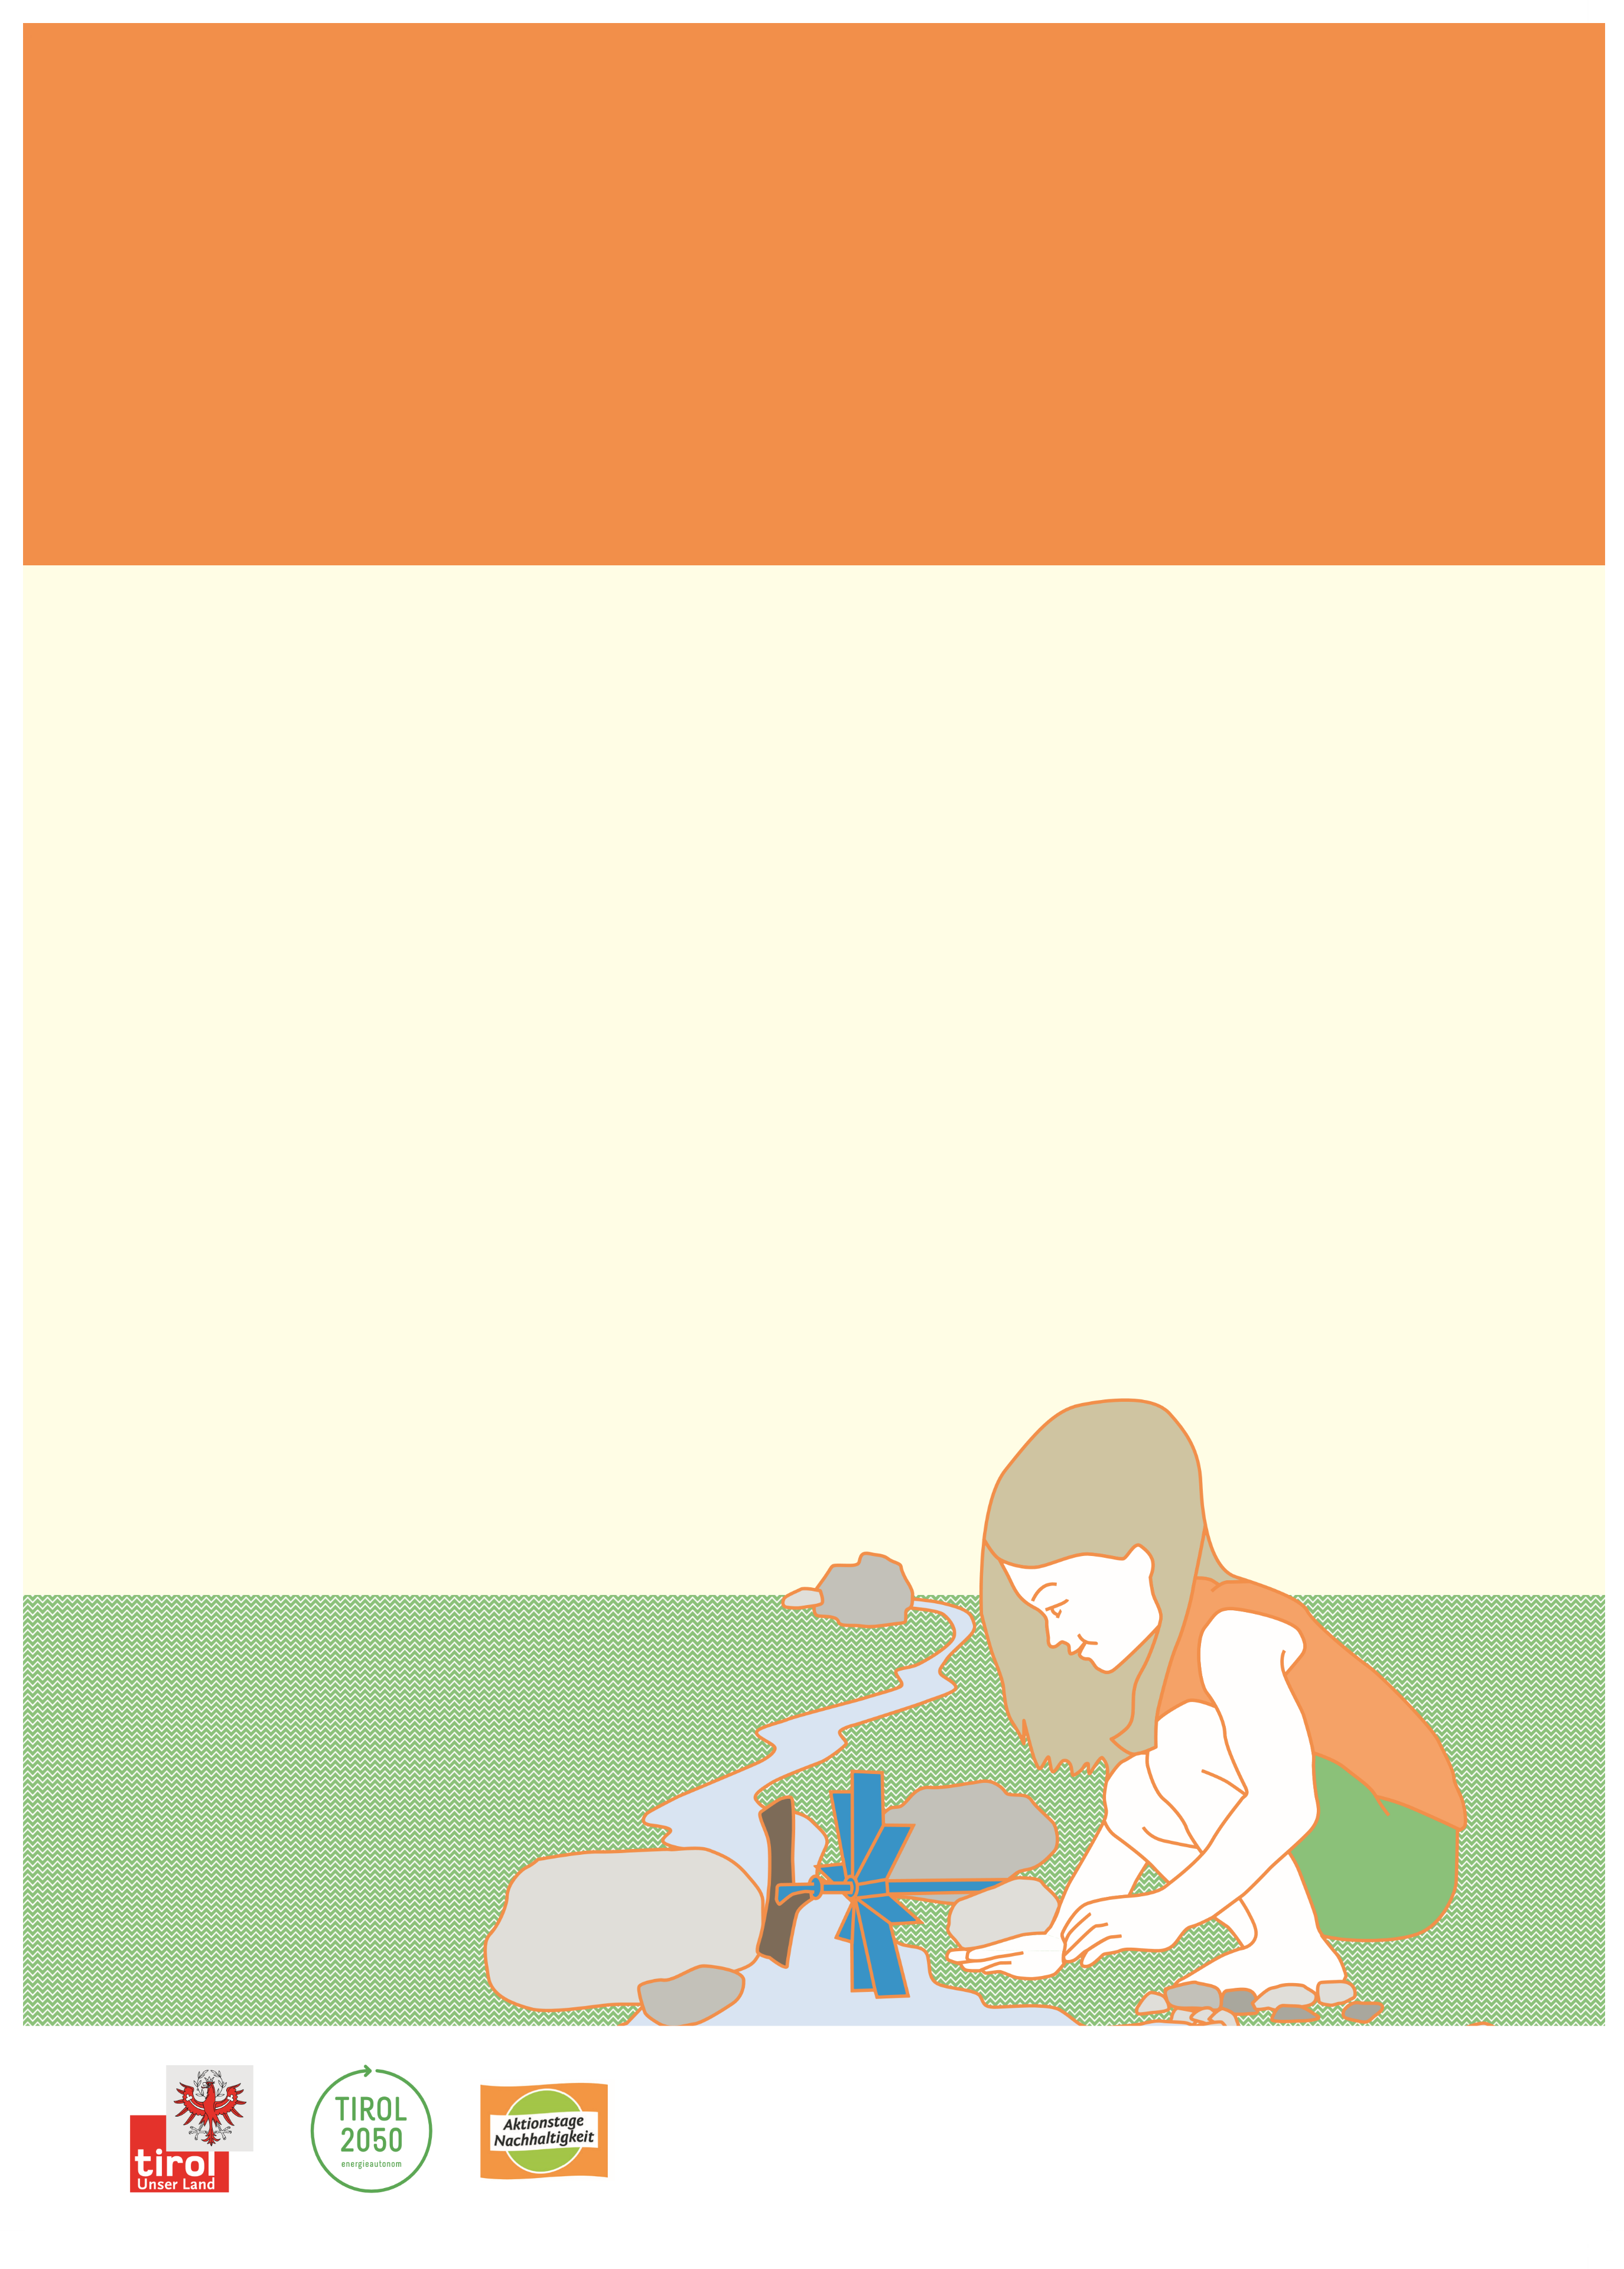 tirol
Unser Land
TIROL
2050
energieautonom
Aktionstage
Nachhaltigkeit